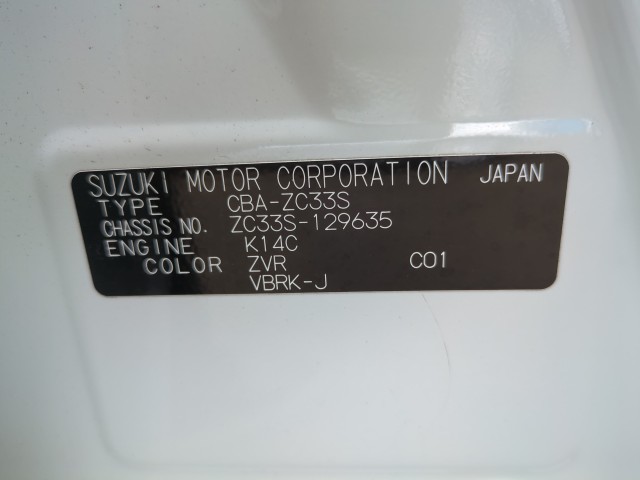 SUZUKI MOTOR CORPORATION JAPAN
TYPE CBA-ZC33S
CHASSIS NO. ZC33S-129635
ENGINE K14C
COLOR ZVR C01
VBRK-J